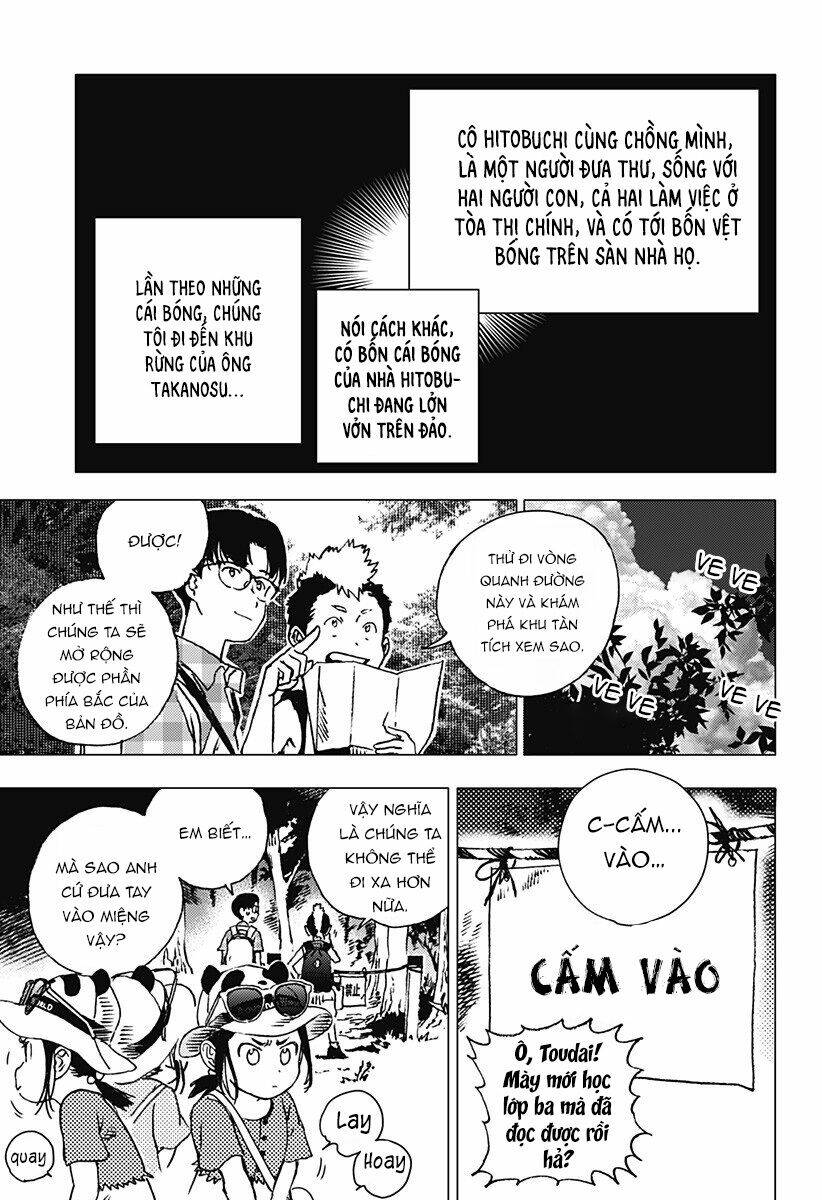 CÔ HITOBUCHI CÙNG CHỒNG MÌNH,
LÀ MỘT NGƯỜI ĐƯA THƯ, SỐNG VỚI
HAI NGƯỜI CON, CẢ HAI LÀM VIỆC Ở
TÒA THỊ CHÍNH, VÀ CÓ TỚI BỐN VỆT
BÓNG TRÊN SÀN NHÀ HỌ.
NÓI CÁCH KHÁC,
CÓ BỐN CÁI BÓNG
CỦA NHÀ HITOBU-
CHI ĐANG LỞN
VỞN TRÊN ĐẢO.
LẦN THEO NHỮNG
CÁI BÓNG, CHÚNG
TÔI ĐI ĐẾN KHU
RỪNG CỦA ÔNG
TAKANOSU...
VE VE
VE VE
VE VE
THỬ ĐI VÒNG
QUANH ĐƯỜNG
NÀY VÀ KHÁM
PHÁ KHU TÀN
TÍCH XEM SAO.
ĐƯỢC!
NHƯ THẾ THÌ
CHÚNG TA SẼ
MỞ RỘNG
ĐƯỢC PHẦN
PHÍA BẮC CỦA
BẢN ĐỒ.
C-CẤM...
VÀO...
CẤM VÀO
Ồ, Toudai!
Mày mới học
lớp ba mà đã
đọc được rồi
hả?
VẬY NGHĨA
LÀ CHÚNG TA
KHÔNG THỂ
ĐI XA HƠN
NỮA.
禁止
EM BIẾT...
MÀ SAO ANH
CỨ ĐƯA TAY
VÀO MIỆNG
VẬY?
Lay
Hoay
quay